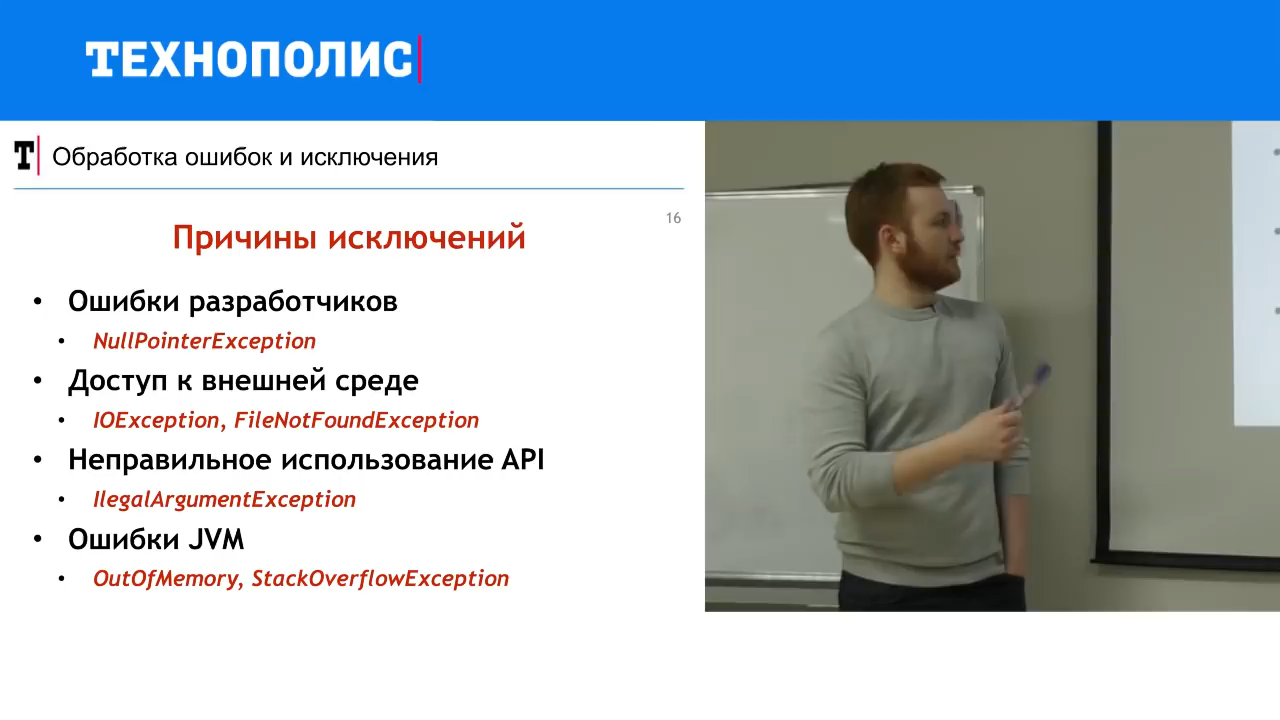 ТЕХНОПОЛИС
Т Обработка ошибок и исключения
16
Причины исключений
• Ошибки разработчиков
• NullPointerException
• Доступ к внешней среде
• IOException, FileNotFoundException
• Неправильное использование API
• IlegalArgumentException
• Ошибки JVM
• OutOfMemory, StackOverflowException